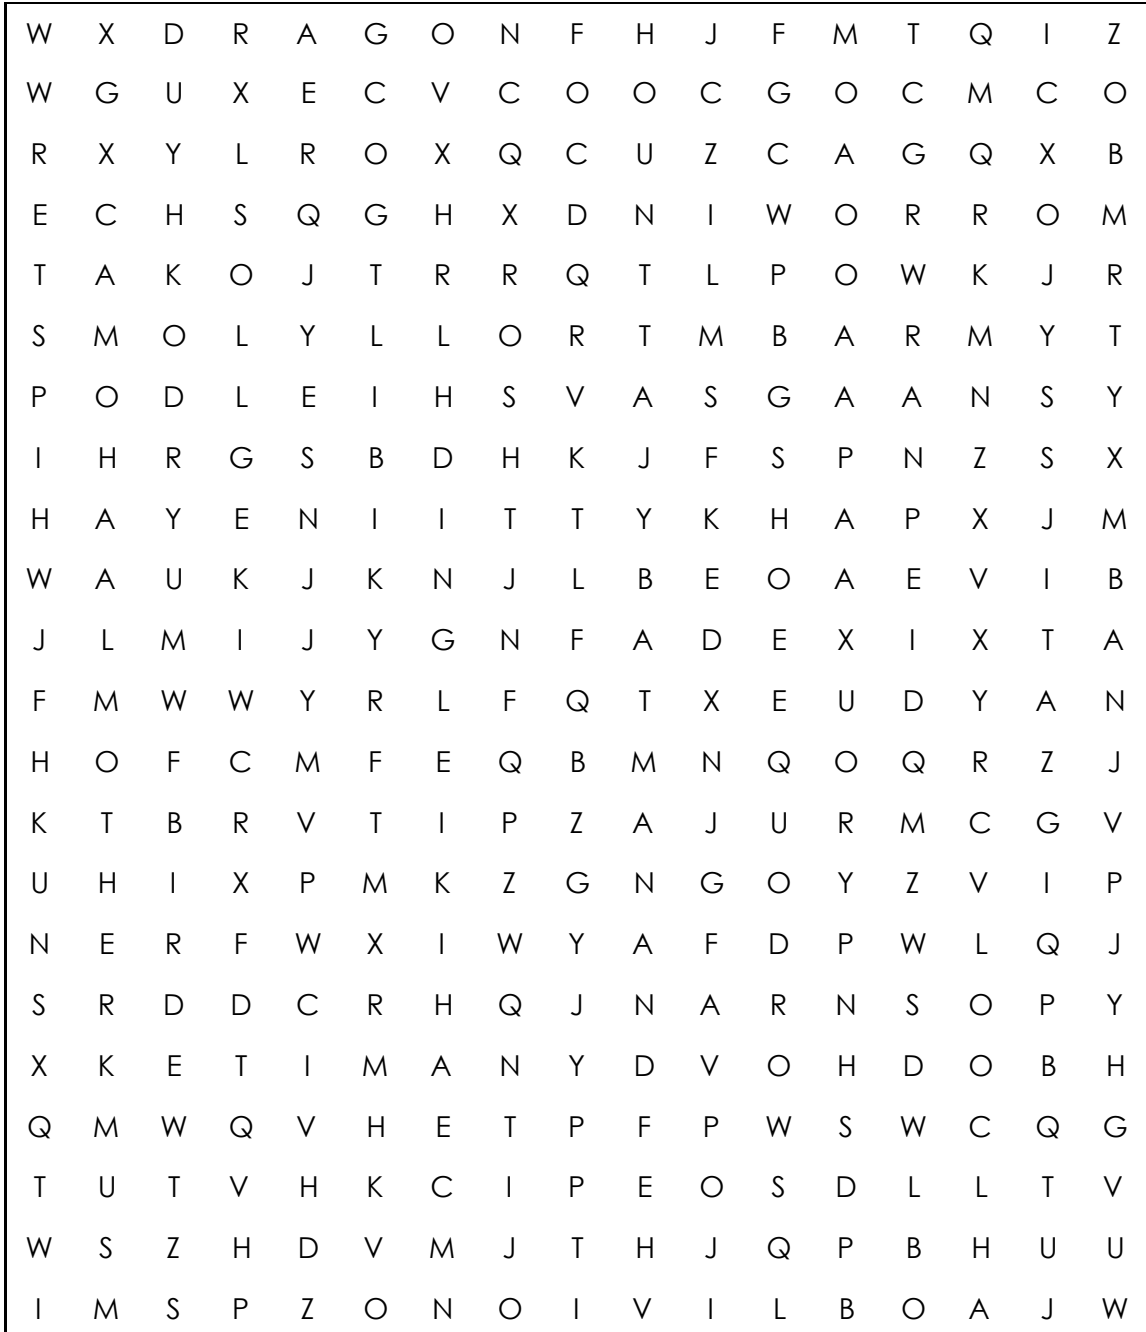 W X D R A G O N F H J F M T Q I Z
W G U X E C V C O O C G O C M C O
R X Y L R O X Q C U Z C A G Q X B
E C H S Q G H X D N I W O R R O M
T A K O J T R R Q T L P O W K J R
S M O L Y L L O R T M B A R M Y T
P O D L E I H S V A S G A A N S Y
I H R G S B D H K J F S P N Z S X
H A Y E N I I T T Y K H A P X J M
W A U K J K N J L B E O A E V I B
J L M I J Y G N F A D E X I X T A
F M W W Y R L F Q T X E U D Y A N
H O F C M F E Q B M N Q O Q R Z J
K T B R V T I P Z A J U R M C G V
U H I X P M K Z G N G O Y Z V I P
N E R F W X I W Y A F D P W L Q J
S R D D C R H Q J N A R N S O P Y
X K E T I M A N Y D V O H D O B H
Q M W Q V H E T P F P W S W C Q G
T U T V H K C I P E O S D L L T V
W S Z H D V M J T H J Q P B H U U
I M S P Z O N O I V I L B O A J W